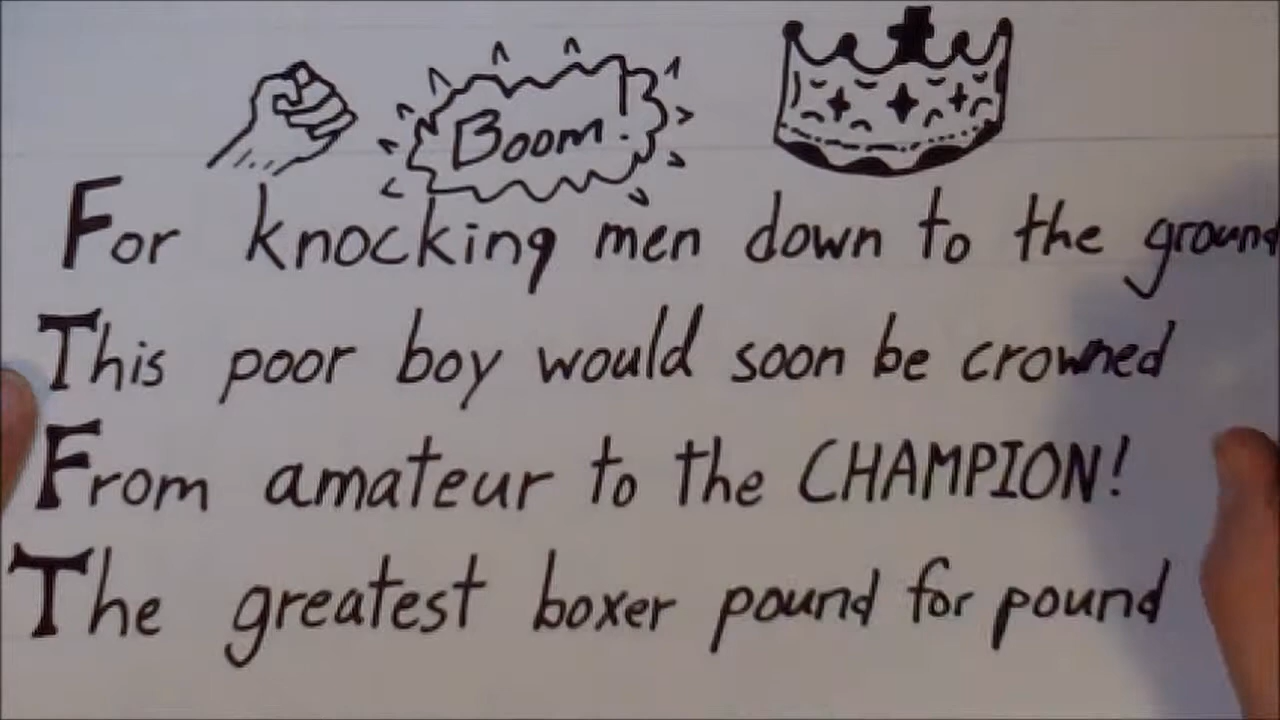 Boom!
For knocking men down to the ground
This poor boy would soon be crowned
From amateur to the CHAMPION!
The greatest boxer pound for pound